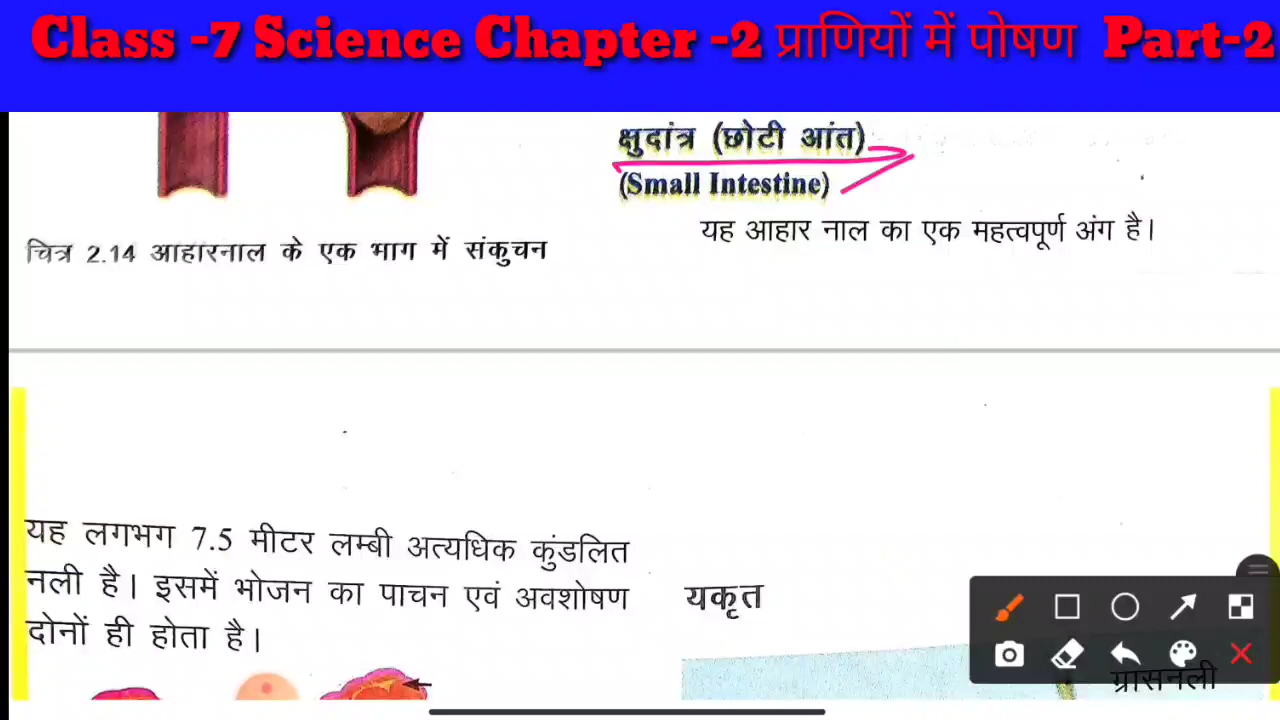 Class -7 Science Chapter -2 प्राणियों में पोषण Part-2
क्षुदांत्र (छोटी आंत)
(Small Intestine)
यह आहार नाल का एक महत्वपूर्ण अंग है।
चित्र 2.14 आहारनाल के एक भाग में संकुचन
यह लगभग 7.5 मीटर लम्बी अत्यधिक कुंडलित
नली है। इसमें भोजन का पाचन एवं अवशोषण
दोनों ही होता है।
यकृत
ग्रासनली